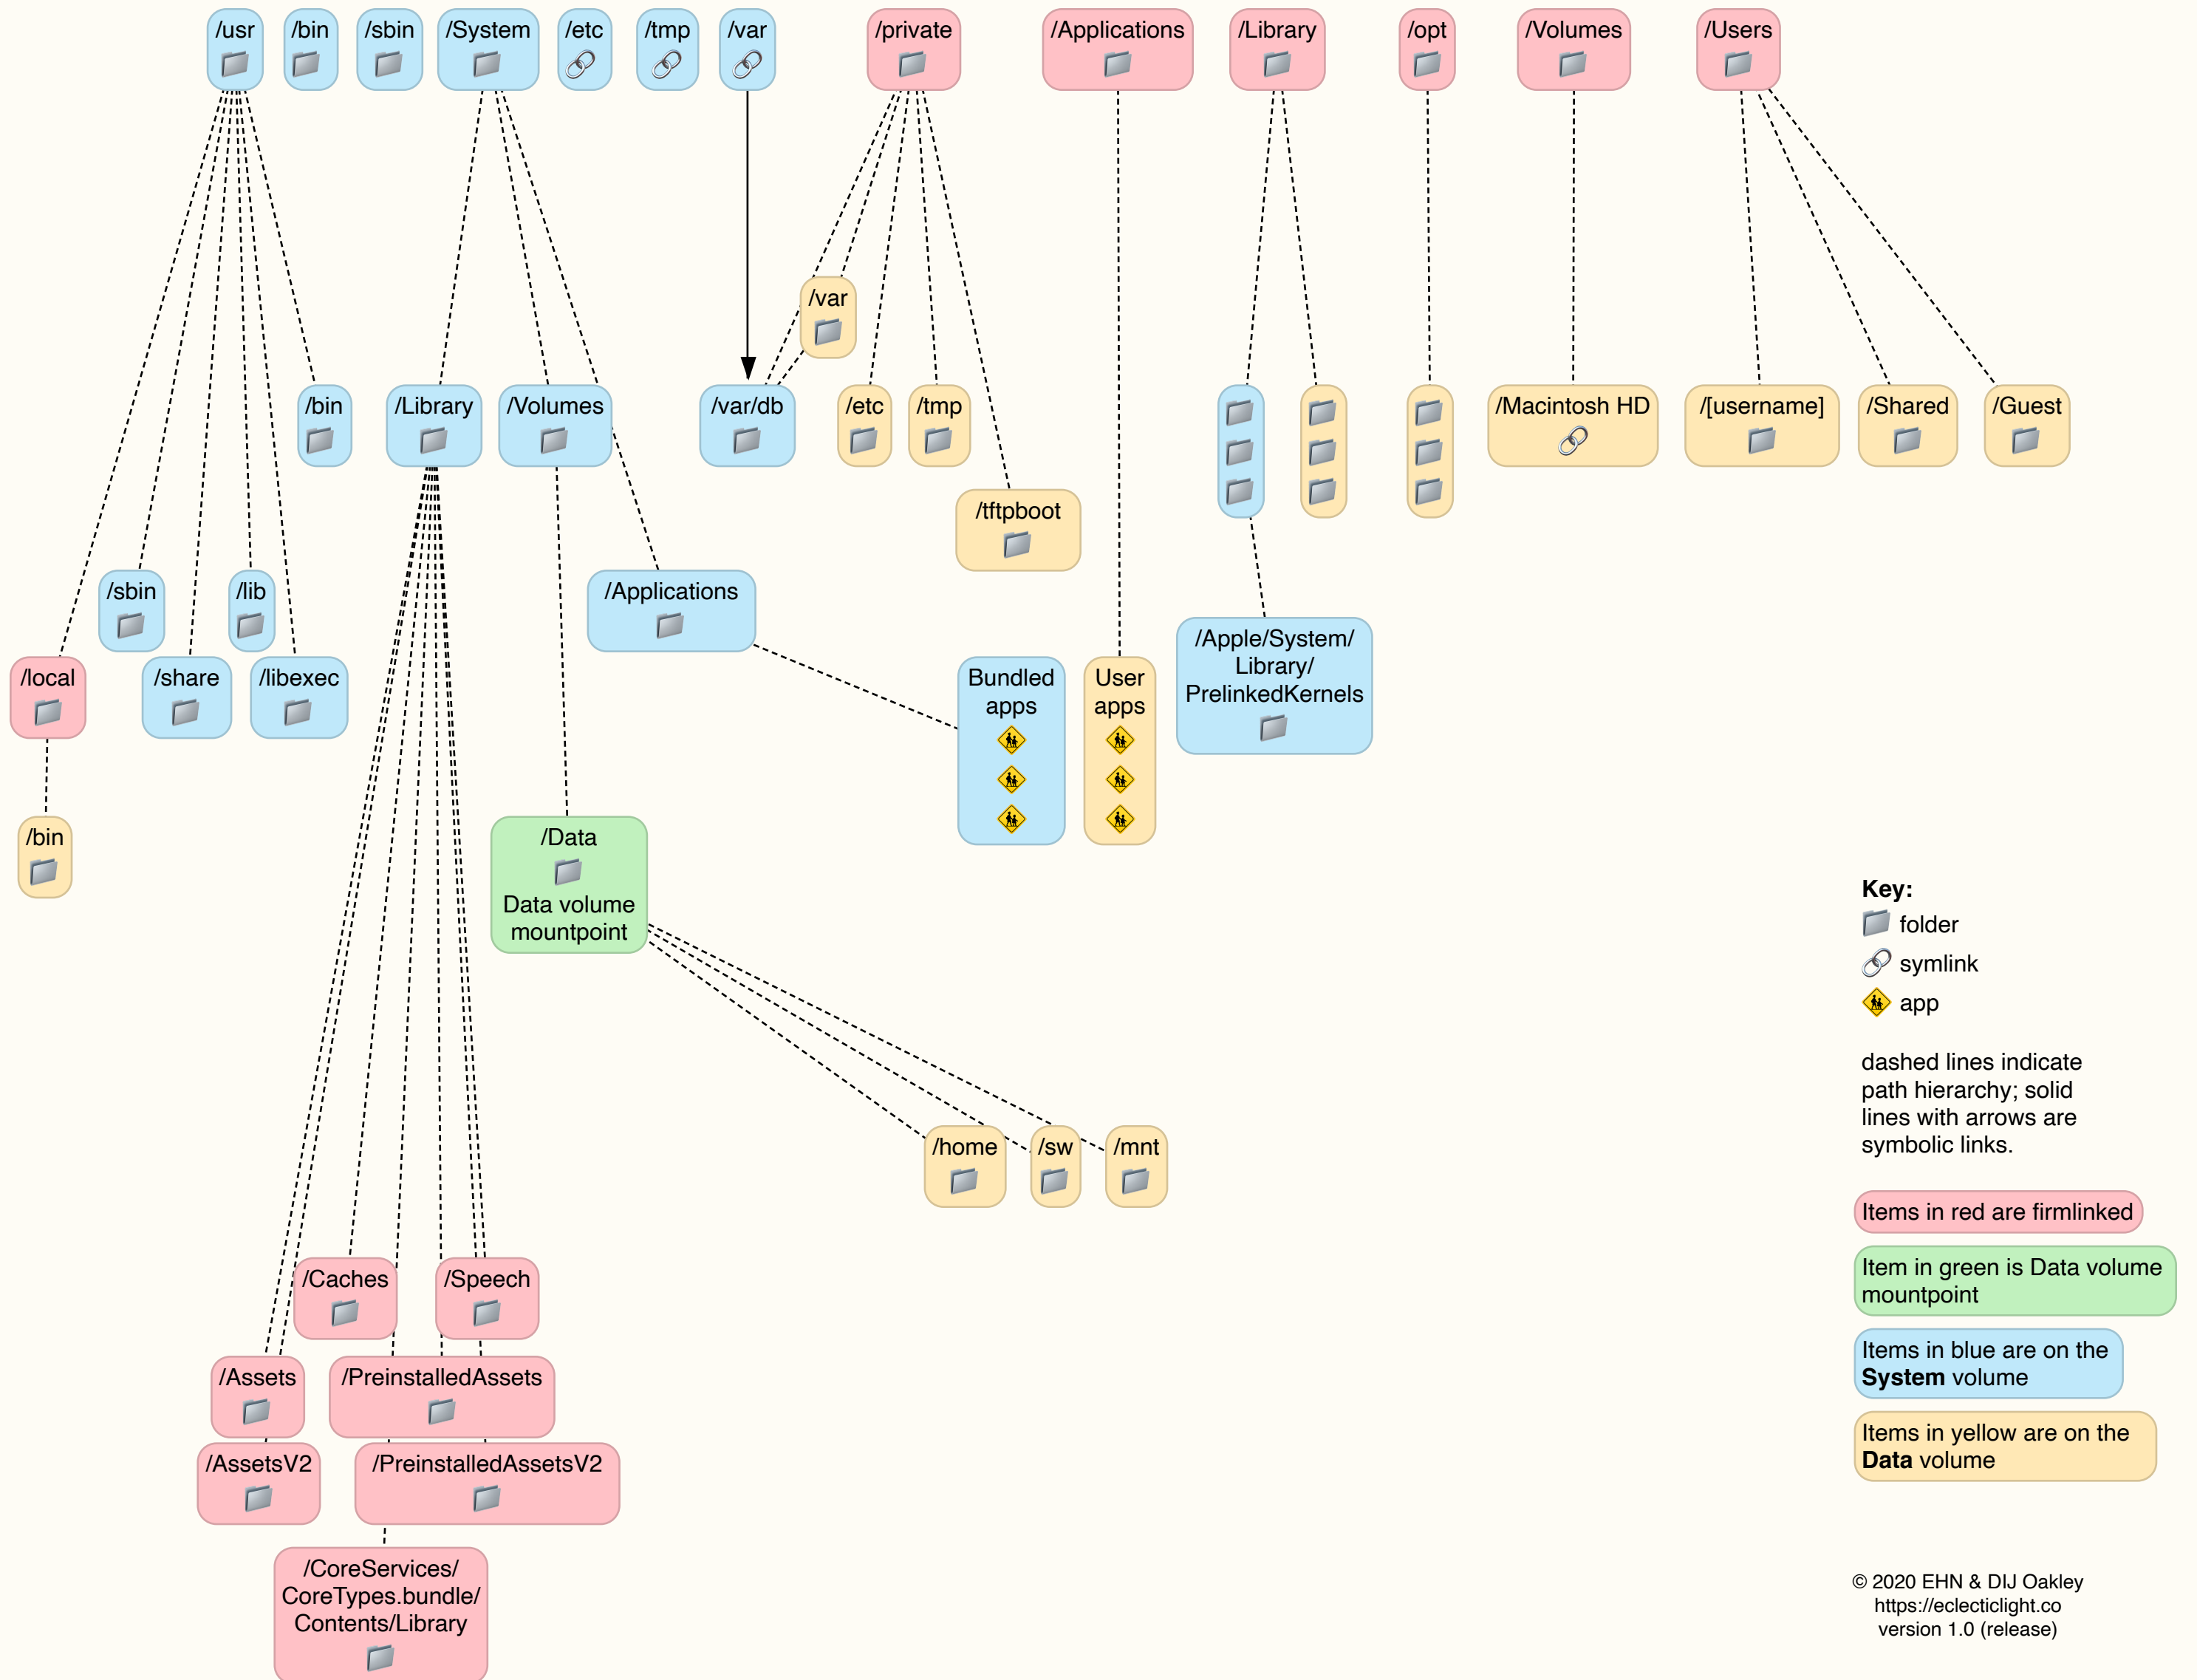 /usr
/bin
/sbin
/System
/etc
/tmp
/var
/private
/Applications
/Library
/opt
/Volumes
/Users
/var
/bin
/Library
/Volumes
/var/db
/etc
/tmp
/Macintosh HD
/[username]
/Shared
/Guest
/tftpboot
/sbin
/lib
/Applications
/local
/share
/libexec
Bundled
apps
User
apps
/Apple/System/
Library/
PrelinkedKernels
/bin
/Data
Data volume
mountpoint
/home
/sw
/mnt
/Caches
/Speech
/Assets
/PreinstalledAssets
/AssetsV2
/PreinstalledAssetsV2
/CoreServices/
CoreTypes.bundle/
Contents/Library
Key:
folder
symlink
app
dashed lines indicate
path hierarchy; solid
lines with arrows are
symbolic links.
Items in red are firmlinked
Item in green is Data volume
mountpoint
Items in blue are on the
System volume
Items in yellow are on the
Data volume
© 2020 EHN & DIJ Oakley
https://eclecticlight.co
version 1.0 (release)